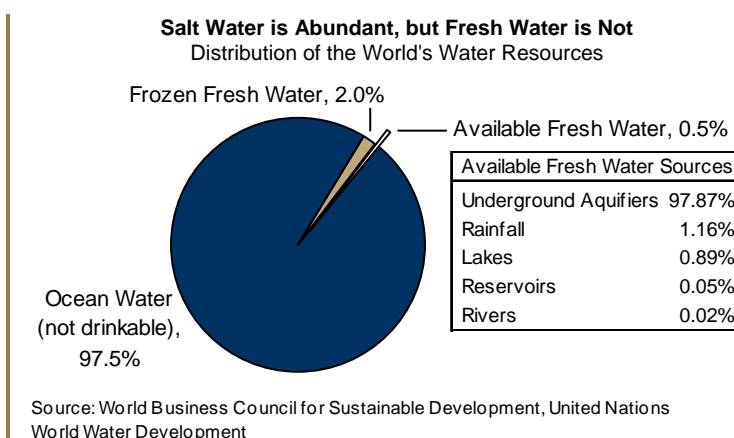 Salt Water is Abundant, but Fresh Water is Not
Distribution of the World's Water Resources
Frozen Fresh Water, 2.0%
Available Fresh Water, 0.5%
Available Fresh Water Sources
Underground Aquifiers 97.87%
Rainfall 1.16%
Lakes 0.89%
Reservoirs 0.05%
Rivers 0.02%
Ocean Water
(not drinkable),
97.5%
Source: World Business Council for Sustainable Development, United Nations
World Water Development